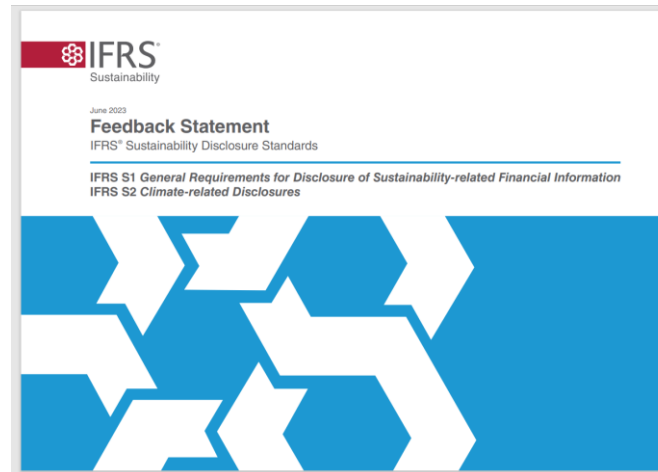 IFRS®
Sustainability
June 2023
Feedback Statement
IFRS® Sustainability Disclosure Standards
IFRS S1 General Requirements for Disclosure of Sustainability-related Financial Information
IFRS S2 Climate-related Disclosures